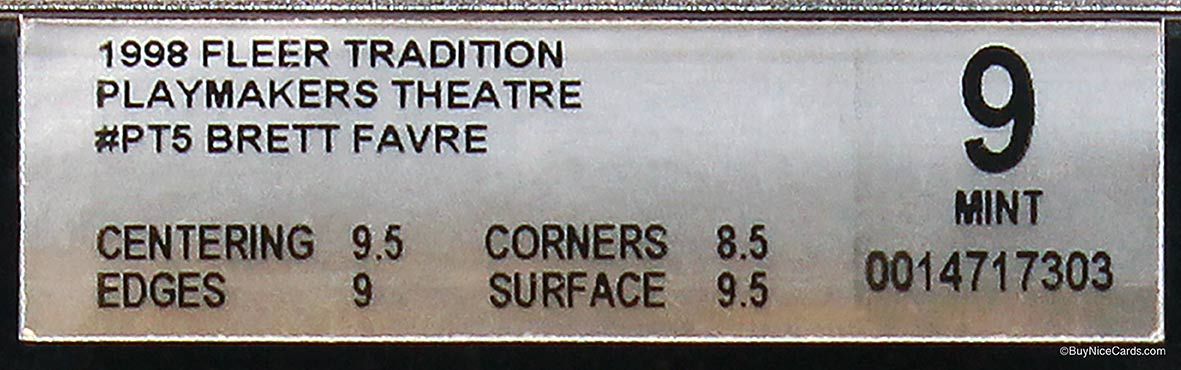 1998 FLEER TRADITION
PLAYMAKERS THEATRE
#PT5 BRETT FAVRE
9
MINT
0014717303
CENTERING 9.5 CORNERS 8.5
EDGES 9 SURFACE 9.5
©BuyNiceCards.com